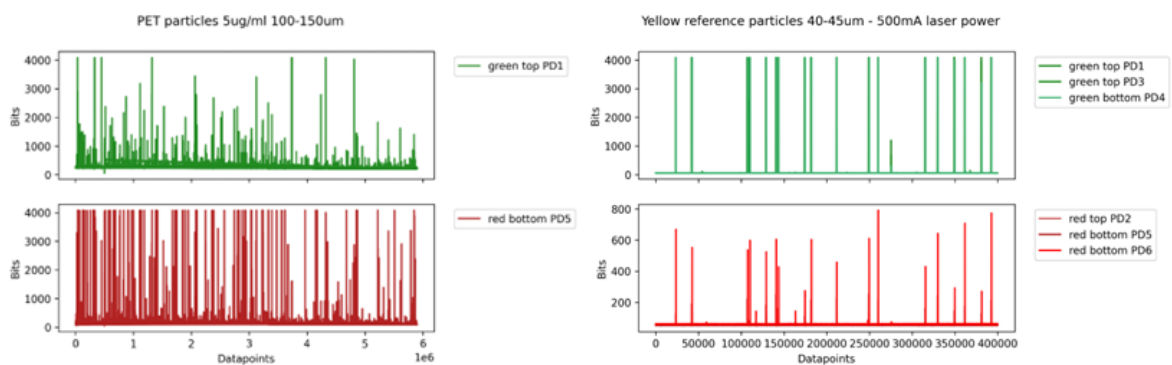 PET particles 5ug/ml 100-150um
4000
3000
2000
1000
0
Bits
green top PD1
4000
3000
2000
1000
0
Bits
red bottom PD5
0
1
2
3
4
5
6
1e6
Datapoints
Yellow reference particles 40-45um - 500mA laser power
4000
3000
2000
1000
0
Bits
green top PD1
green top PD3
green bottom PD4
800
600
400
200
Bits
red top PD2
red bottom PD5
red bottom PD6
0
50000
100000
150000
200000
250000
300000
350000
400000
Datapoints